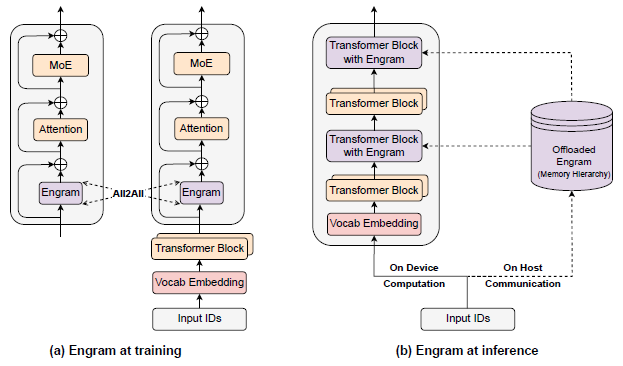 MoE
Attention
Engram
All2All
MoE
Attention
Engram
Transformer Block
Vocab Embedding
Input IDs
(a) Engram at training
Transformer Block
with Engram
Transformer Block
Transformer Block
with Engram
Transformer Block
Vocab Embedding
Offloaded
Engram
(Memory Hierarchy)
On Device
Computation
On Host
Communication
Input IDs
(b) Engram at inference